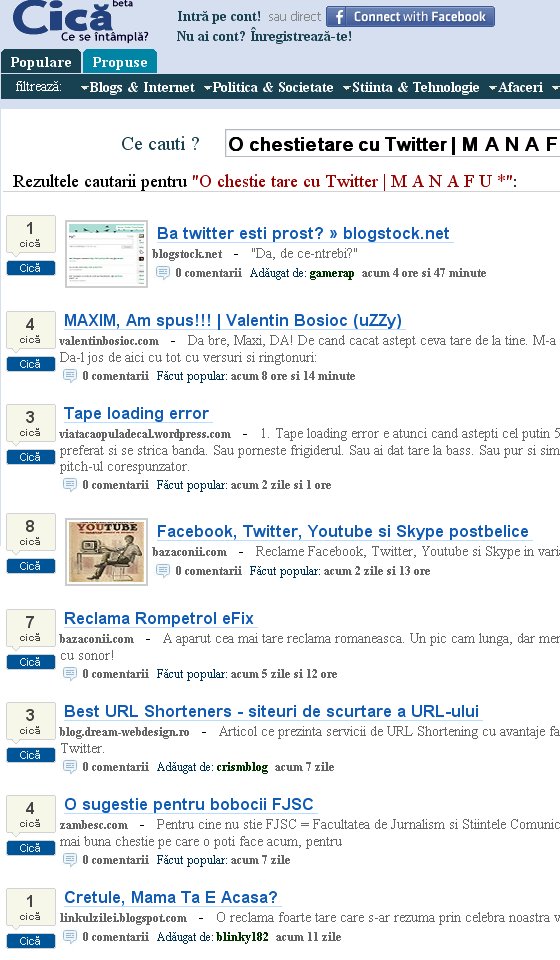 Cică beta
Ce se întâmplă?
Intră pe cont! sau direct f Connect with Facebook
Nu ai cont? Înregistrează-te!
Populare Propuse
filtrează: Blogs & Internet Politica & Societate Stiinta & Tehnologie Afaceri
Ce cauti ? O chestietare cu Twitter | M A N A F
Rezultele cautarii pentru "O chestie tare cu Twitter | M A N A F U *":
1
cică
Cică
Ba twitter esti prost? » blogstock.net
blogstock.net - "Da, de ce-ntrebi?"
0 comentarii Adăugat de: gamerap acum 4 ore si 47 minute
4
cică
Cică
MAXIM, Am spus!!! | Valentin Bosioc (uZZy)
valentinbosioc.com - Da bre, Maxi, DA! De cand cacat astept ceva tare de la tine. M-a
Da-l jos de aici cu tot cu versuri si ringtonuri:
0 comentarii Făcut popular: acum 8 ore si 14 minute
3
cică
Cică
Tape loading error
viatacaopuladecal.wordpress.com - 1. Tape loading error e atunci cand astepti cel putin 5
preferat si se strica banda. Sau porneste frigiderul. Sau ai dat tare la bass. Sau pur si sim
pitch-ul corespunzator.
0 comentarii Făcut popular: acum 2 zile si 1 ore
8
cică
Cică
YOUTUBE
Facebook, Twitter, Youtube si Skype postbelice
bazaconii.com - Reclame Facebook, Twitter, Youtube si Skype in vari
0 comentarii Făcut popular: acum 2 zile si 13 ore
7
cică
Cică
Reclama Rompetrol eFix
bazaconii.com - A aparut cea mai tare reclama romaneasca. Un pic cam lunga, dar mer
cu sonor!
0 comentarii Făcut popular: acum 5 zile si 12 ore
3
cică
Cică
Best URL Shorteners - siteuri de scurtare a URL-ului
blog.dream-webdesign.ro - Articol ce prezinta servicii de URL Shortening cu avantaje fa
Twitter.
0 comentarii Adăugat de: crismblog acum 7 zile
4
cică
Cică
O sugestie pentru bobocii FJSC
zambesc.com - Pentru cine nu stie FJSC = Facultatea de Jurnalism si Stiintele Comunic
mai buna chestie pe care o poti face acum, pentru
0 comentarii Făcut popular: acum 7 zile
1
cică
Cică
Cretule, Mama Ta E Acasa?
linkulzilei.blogspot.com - O reclama foarte tare care s-ar rezuma prin celebra noastra v
0 comentarii Adăugat de: blinky182 acum 11 zile